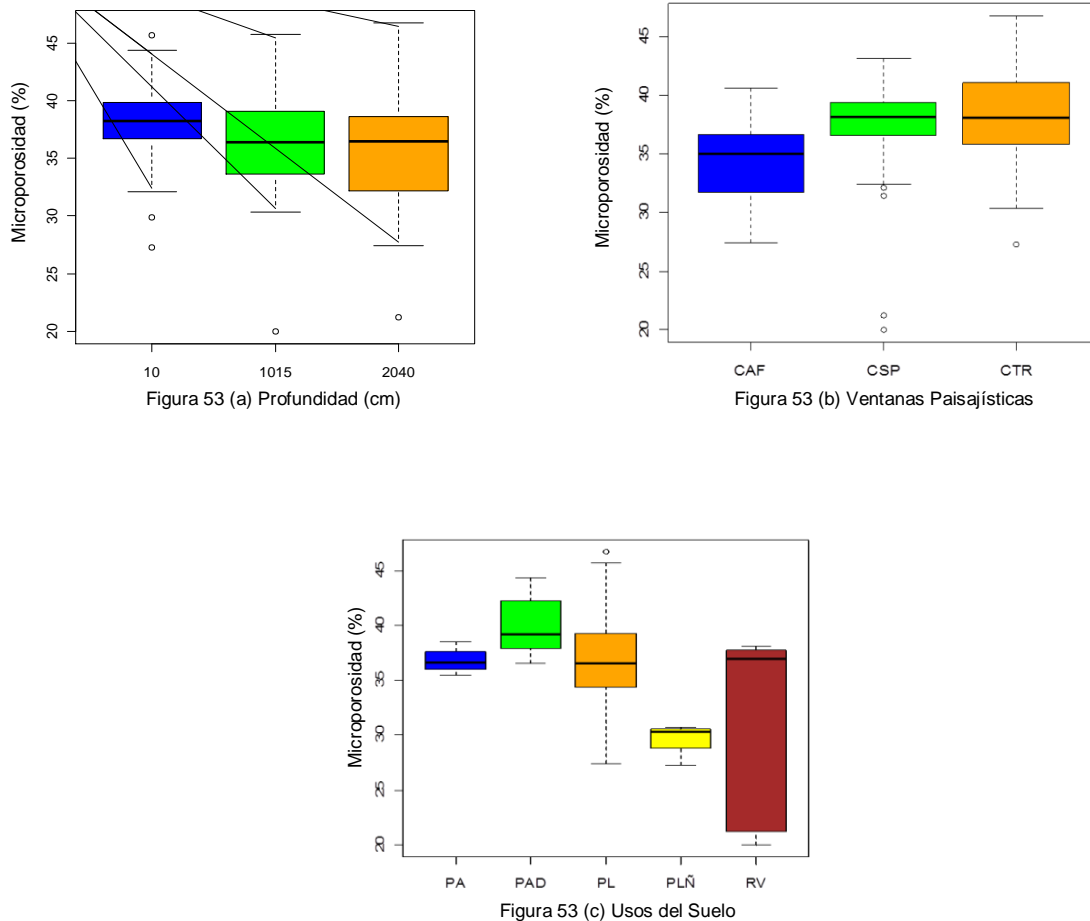 Microporosidad (%)
45
40
35
30
25
20
10
1015
2040
Figura 53 (a) Profundidad (cm)
Microporosidad (%)
45
40
35
30
25
20
CAF
CSP
CTR
Figura 53 (b) Ventanas Paisajísticas
Microporosidad (%)
45
40
35
30
25
20
PA
PAD
PL
PLÑ
RV
Figura 53 (c) Usos del Suelo